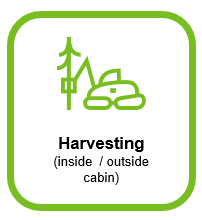 Harvesting
(inside / outside
cabin)